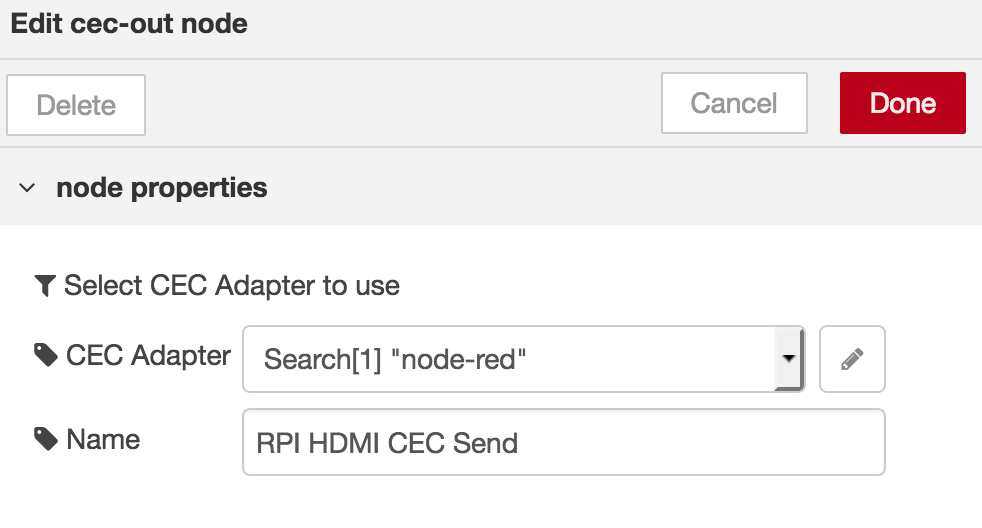 Edit cec-out node
Delete Cancel Done
node properties
Select CEC Adapter to use
CEC Adapter Search[1] "node-red"
Name RPI HDMI CEC Send